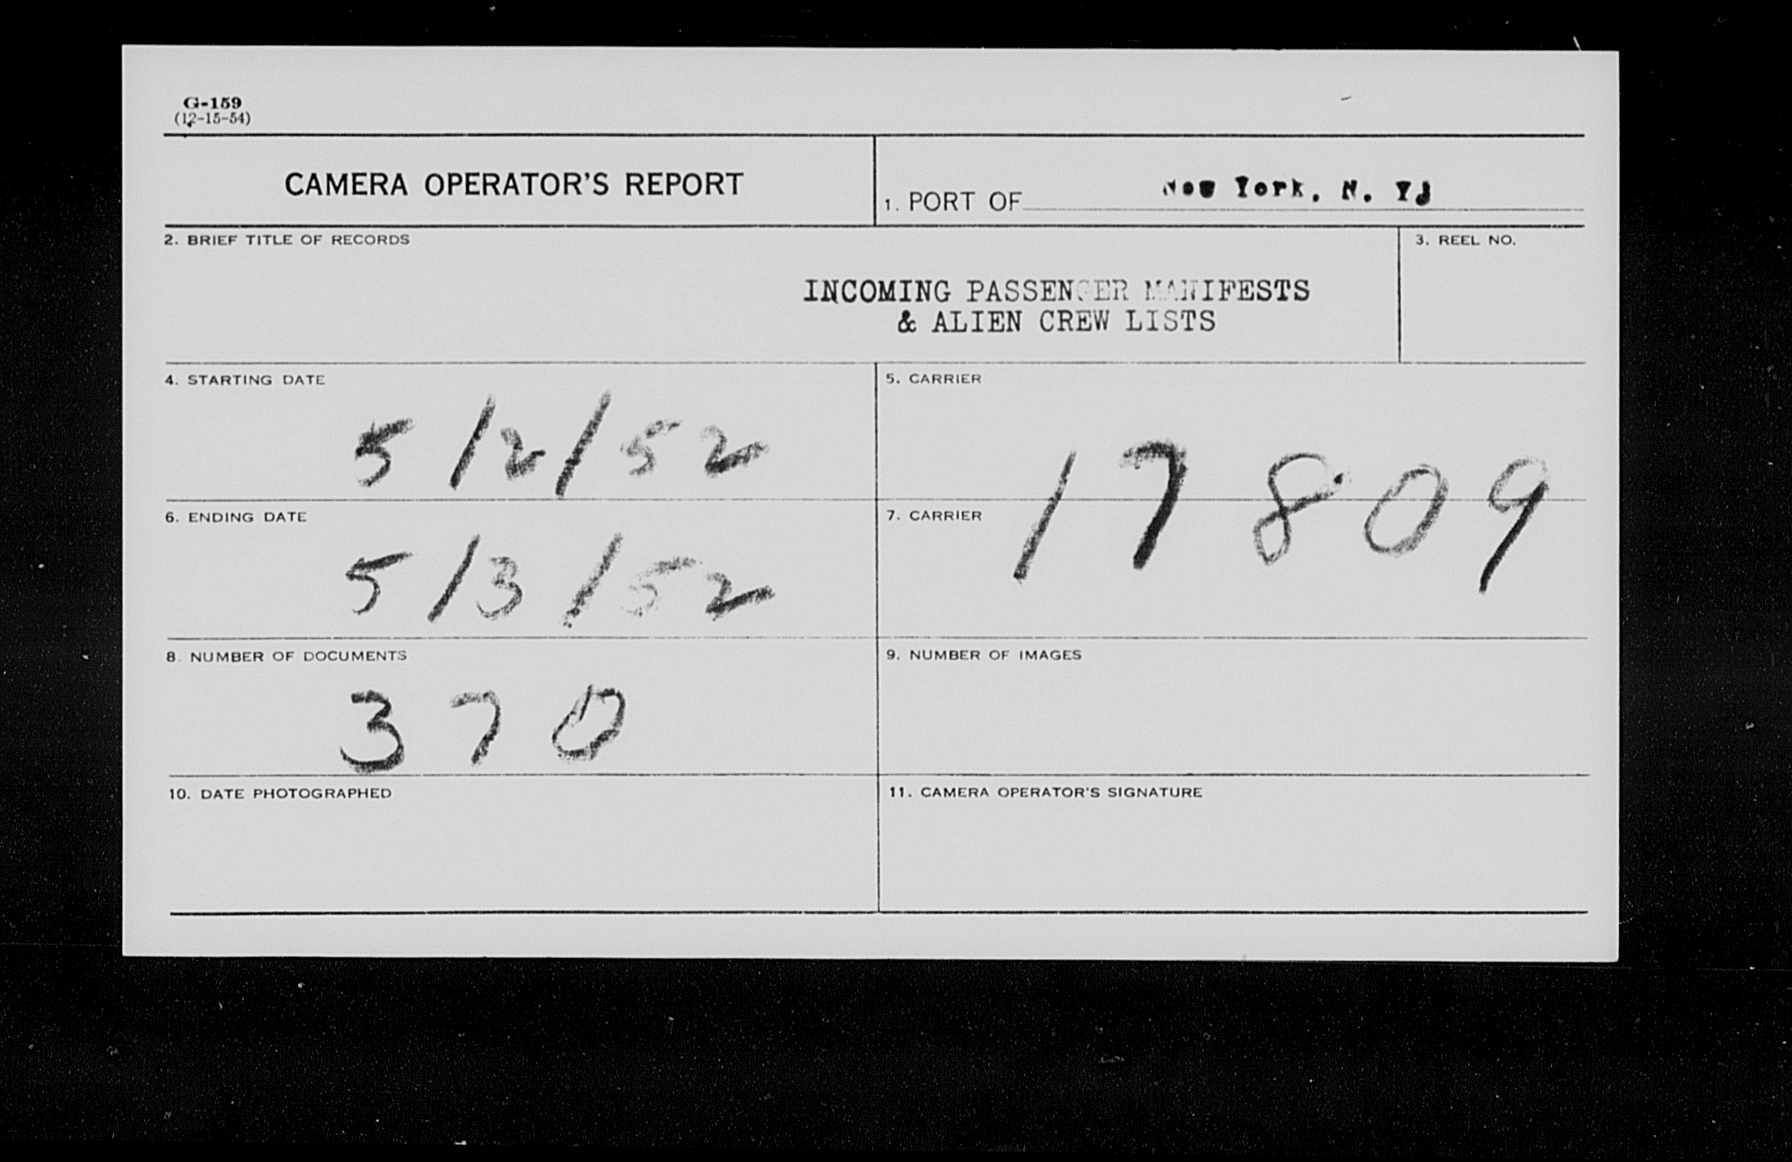 G-159
(12-15-54)
CAMERA OPERATOR'S REPORT
1. PORT OF New York, N. Y.
2. BRIEF TITLE OF RECORDS
3. REEL NO.
INCOMING PASSENGER MANIFESTS
& ALIEN CREW LISTS
4. STARTING DATE
5/2/52
5. CARRIER
17809
6. ENDING DATE
5/3/52
7. CARRIER
8. NUMBER OF DOCUMENTS
370
9. NUMBER OF IMAGES
10. DATE PHOTOGRAPHED
11. CAMERA OPERATOR'S SIGNATURE